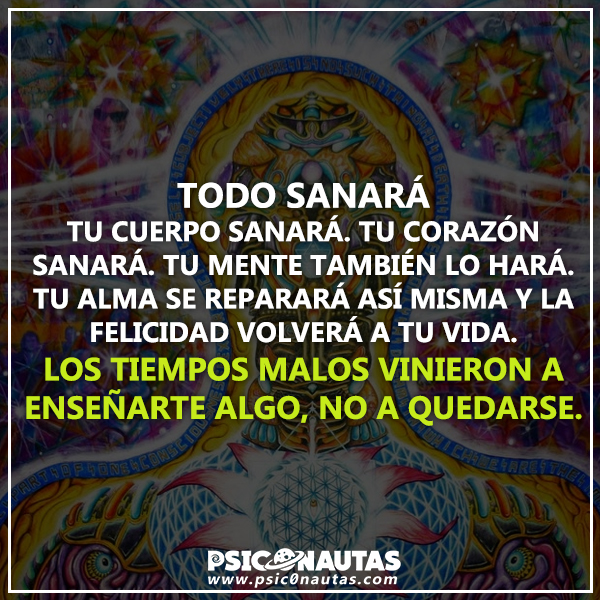 TODO SANARÁ
TU CUERPO SANARÁ. TU CORAZÓN
SANARÁ. TU MENTE TAMBIÉN LO HARÁ.
TU ALMA SE REPARARÁ ASÍ MISMA Y LA
FELICIDAD VOLVERÁ A TU VIDA.
LOS TIEMPOS MALOS VINIERON A
ENSEÑARTE ALGO, NO A QUEDARSE.
PSIC0NAUTAS
www.psic0nautas.com